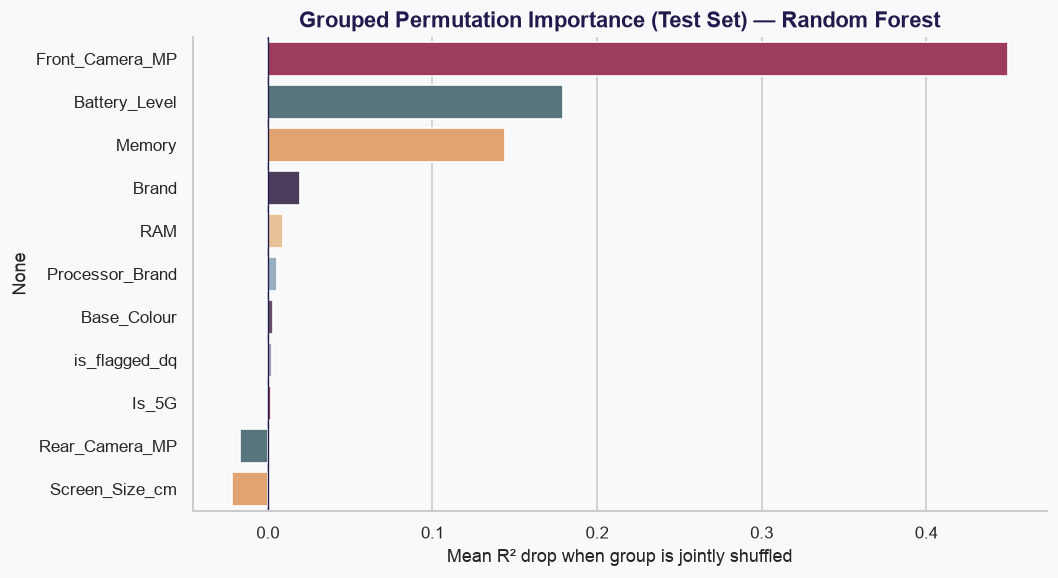 Grouped Permutation Importance (Test Set) — Random Forest
None
Front_Camera_MP
Battery_Level
Memory
Brand
RAM
Processor_Brand
Base_Colour
is_flagged_dq
Is_5G
Rear_Camera_MP
Screen_Size_cm
0.0 0.1 0.2 0.3 0.4
Mean R² drop when group is jointly shuffled